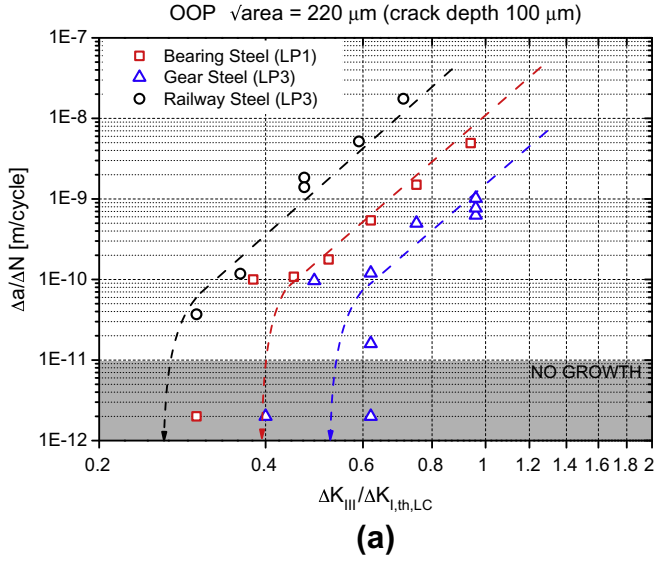 OOP √area = 220 μm (crack depth 100 μm)
1E-7
Bearing Steel (LP1)
Gear Steel (LP3)
Railway Steel (LP3)
1E-8
1E-9
Δa/ΔN [m/cycle]
1E-10
1E-11
NO GROWTH
1E-12
0.2 0.4 0.6 0.8 1 1.2 1.4 1.6 1.8 2
ΔK_III/ΔK_I,th,LC
(a)